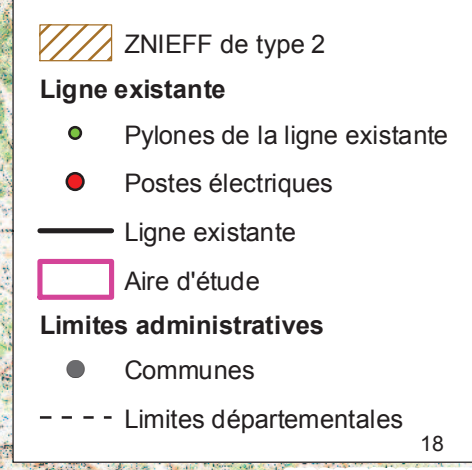 ZNIEFF de type 2
Ligne existante
Pylones de la ligne existante
Postes électriques
Ligne existante
Aire d'étude
Limites administratives
Communes
Limites départementales
18